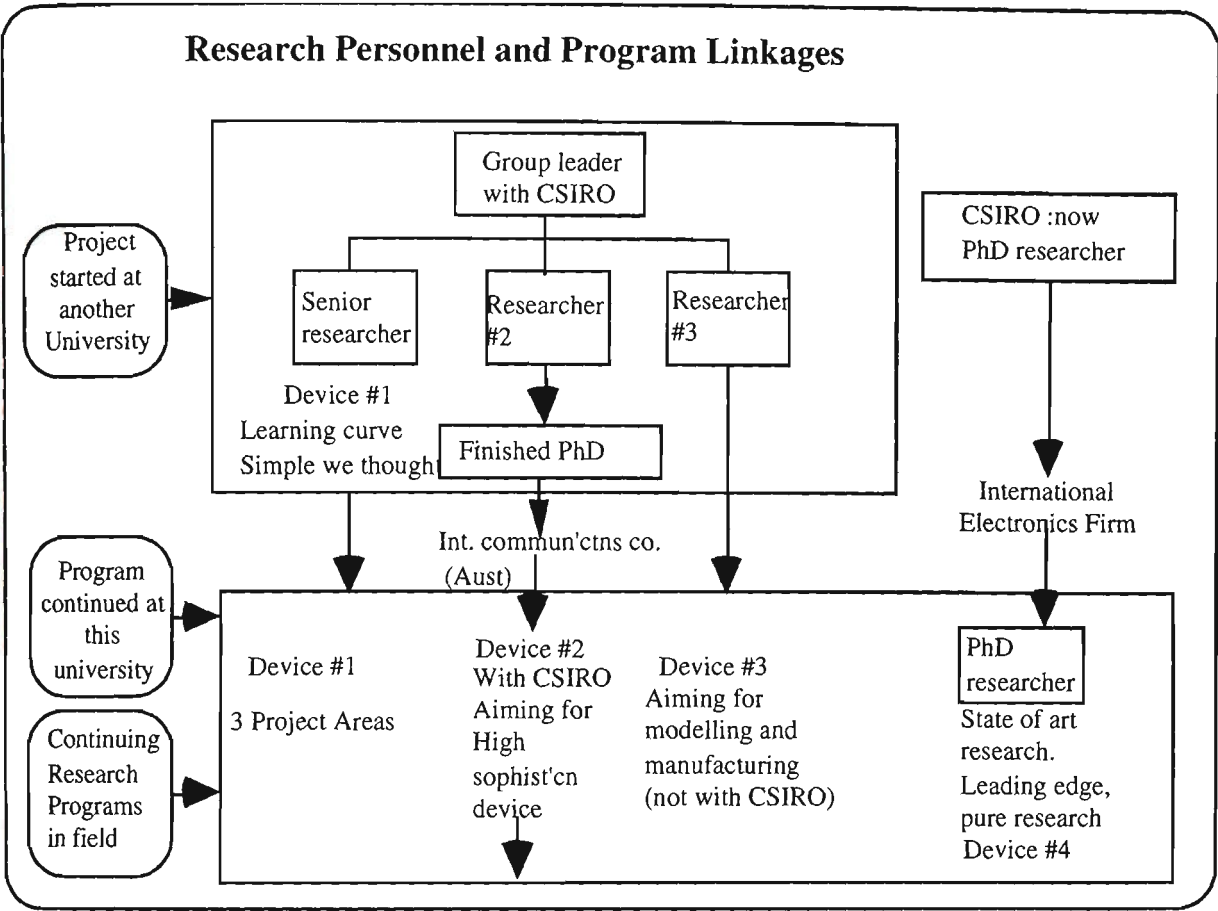 Research Personnel and Program Linkages
Group leader
with CSIRO
CSIRO :now
PhD researcher
Project
started at
another
University
Senior
researcher
Researcher
#2
Researcher
#3
Device #1
Learning curve
Simple we thought
Finished PhD
International
Electronics Firm
Int. commun'ctns co.
(Aust)
Program
continued at
this
university
Device #1
3 Project Areas
Device #2
With CSIRO
Aiming for
High
sophist'cn
device
Device #3
Aiming for
modelling and
manufacturing
(not with CSIRO)
PhD
researcher
State of art
research.
Leading edge,
pure research
Device #4
Continuing
Research
Programs
in field